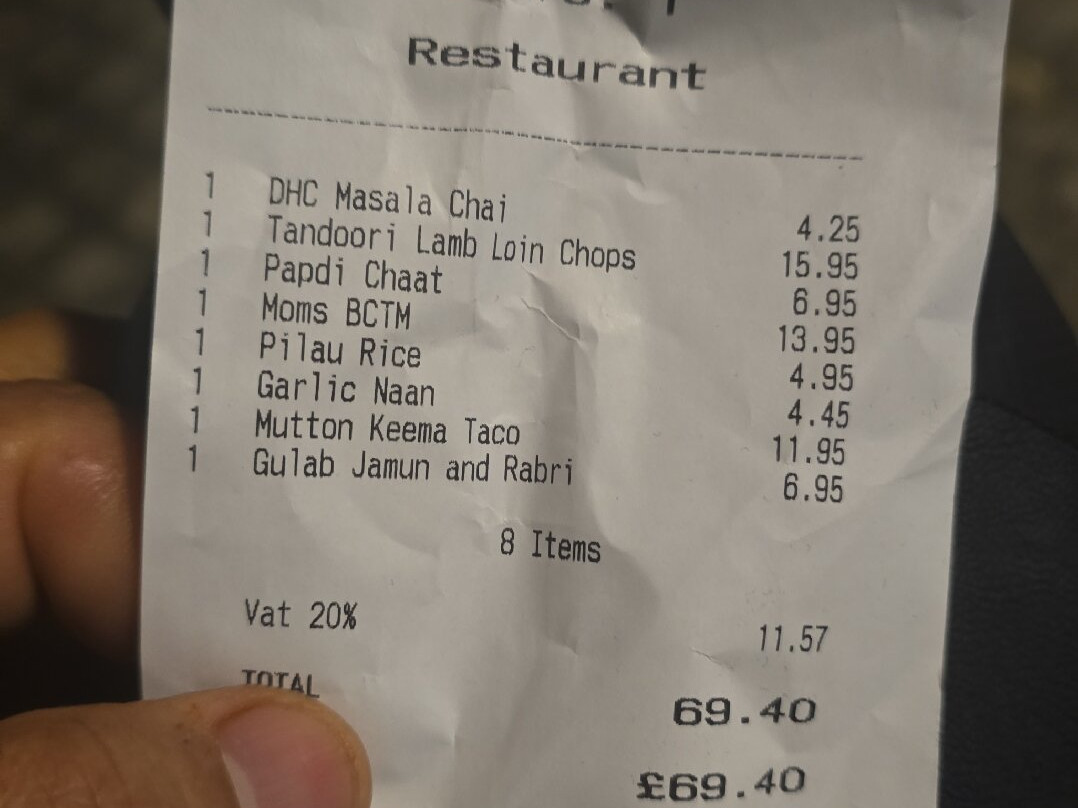 Restaurant
1 DHC Masala Chai 4.25
1 Tandoori Lamb Loin Chops 15.95
1 Papdi Chaat 6.95
1 Moms BCTM 13.95
1 Pilau Rice 4.95
1 Garlic Naan 4.45
1 Mutton Keema Taco 11.95
1 Gulab Jamun and Rabri 6.95
8 Items
Vat 20% 11.57
TOTAL 69.40
£69.40